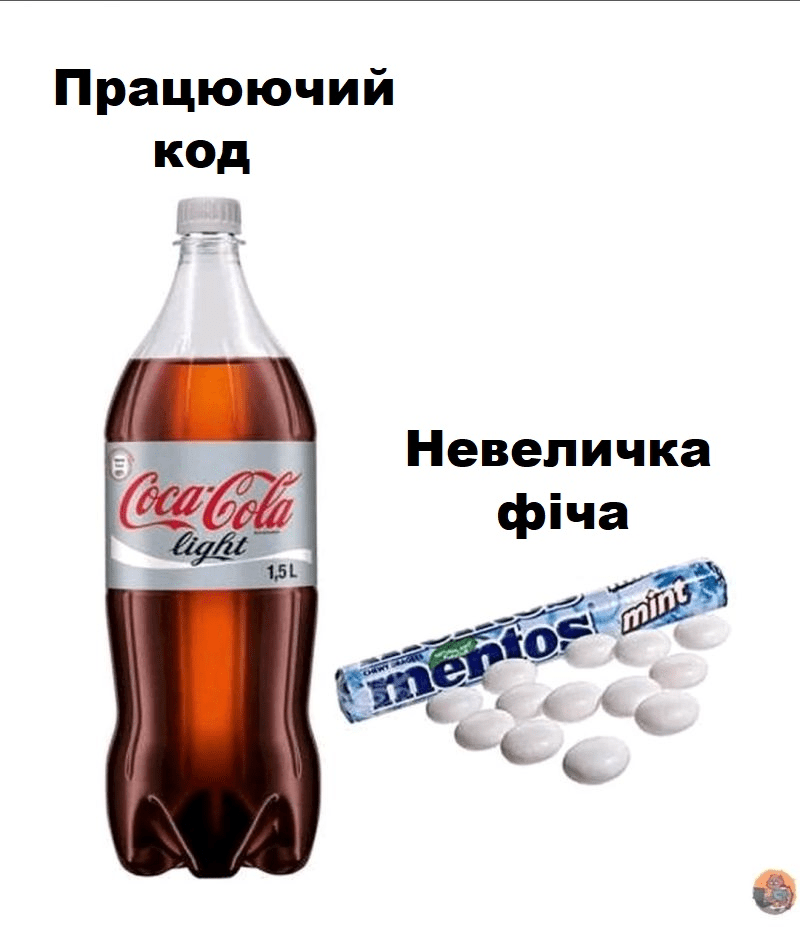 Працюючий
код
Невеличка
фіча
Coca-Cola
light
1,5 L
mentos
mint